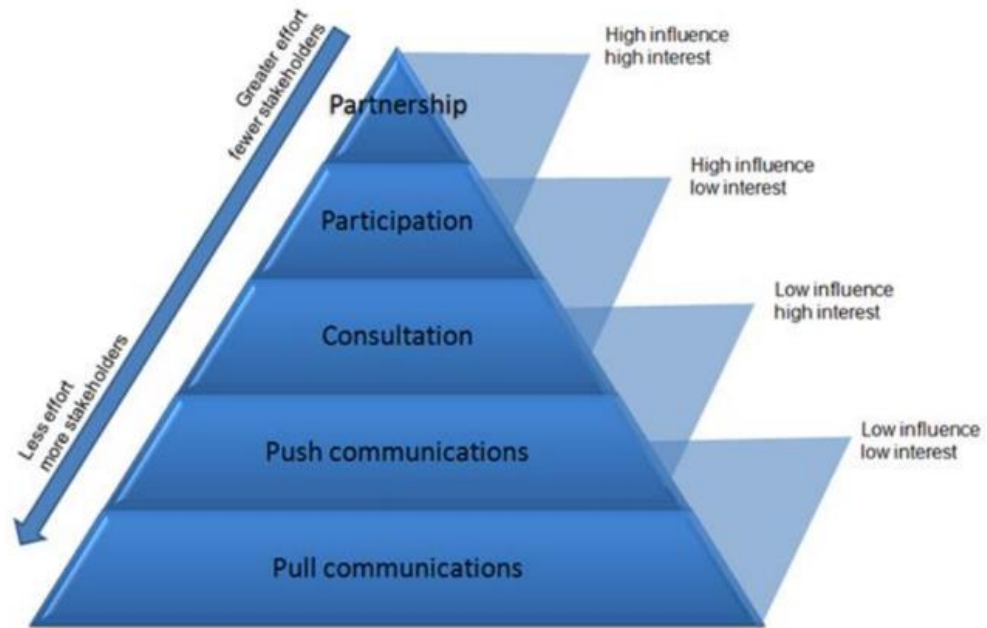 Greater effort
fewer stakeholders
Less effort
more stakeholders
Partnership
Participation
Consultation
Push communications
Pull communications
High influence
high interest
High influence
low interest
Low influence
high interest
Low influence
low interest